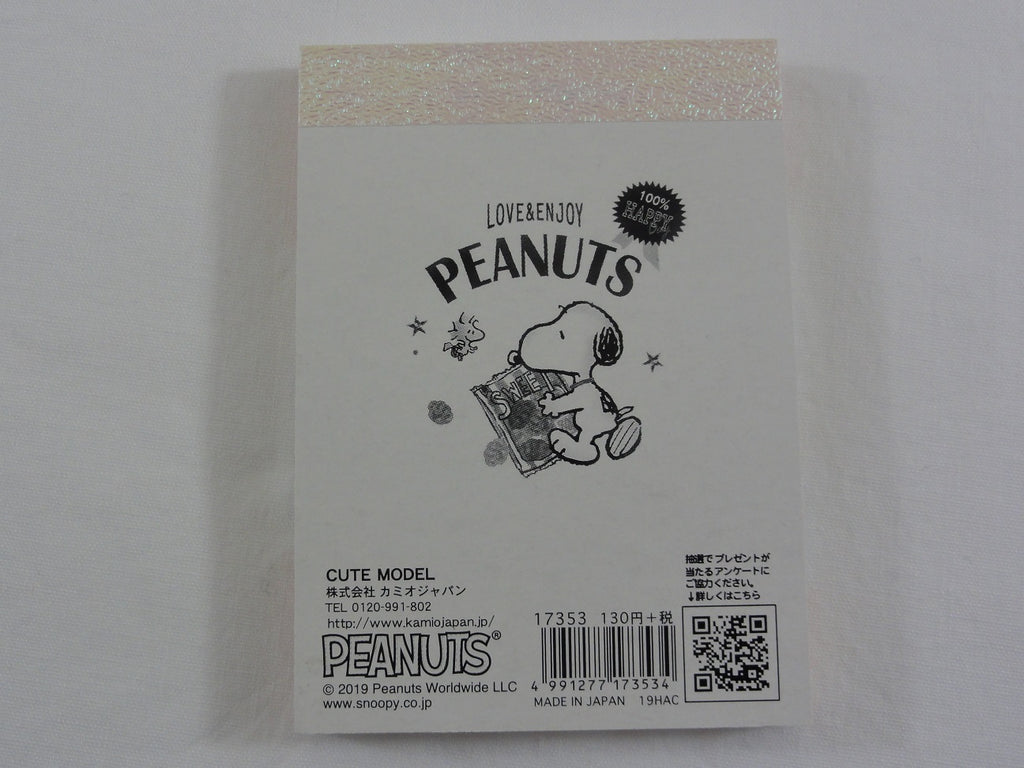 100%
HAPPY
LOVE&ENJOY
PEANUTS
SWEET
抽選でプレゼントが
当たるアンケートに
ご協力ください。
↓詳しくはこちら
CUTE MODEL
株式会社 カミオジャパン
TEL 0120-991-802
http://www.kamiojapan.jp/
PEANUTS®
© 2019 Peanuts Worldwide LLC
www.snoopy.co.jp
17353 130円+税
4 991277 173534
MADE IN JAPAN 19HAC